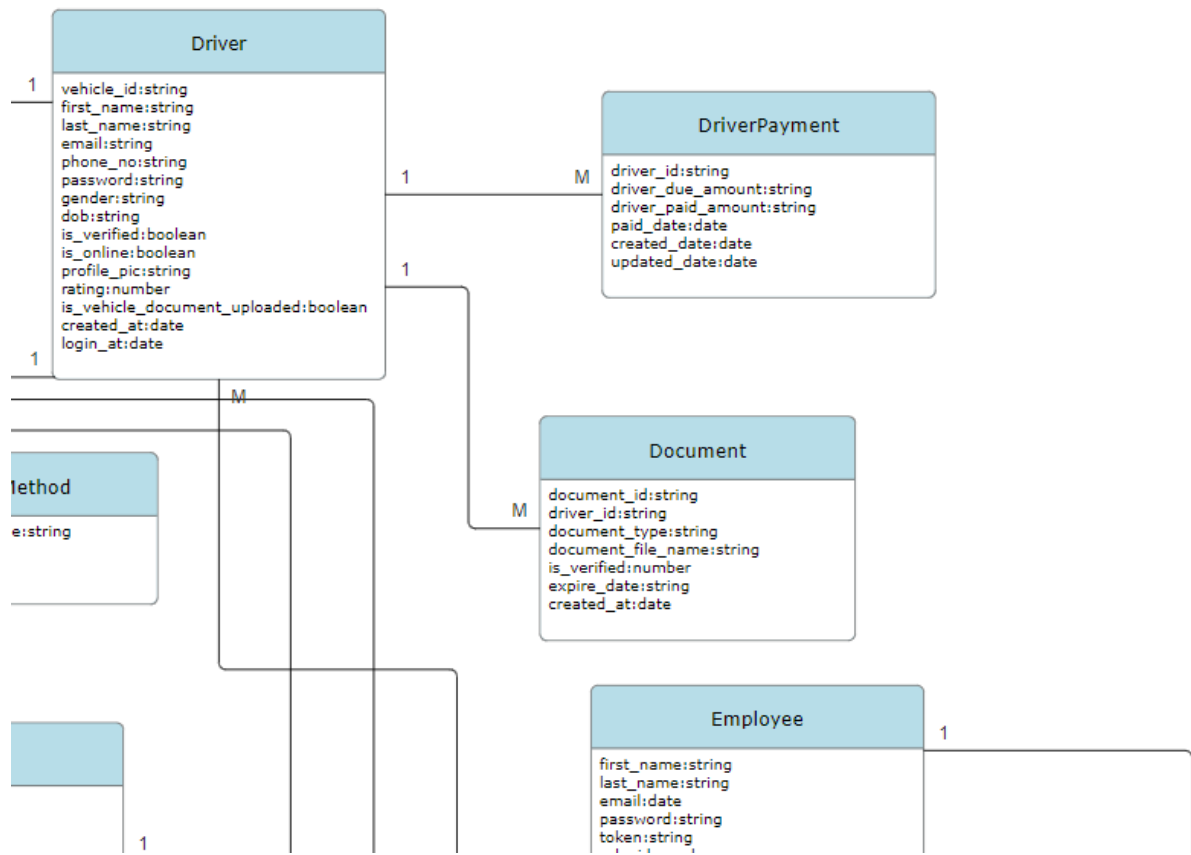 Driver
1
vehicle_id:string
first_name:string
last_name:string
email:string
phone_no:string
password:string
gender:string
dob:string
is_verified:boolean
is_online:boolean
profile_pic:string
rating:number
is_vehicle_document_uploaded:boolean
created_at:date
login_at:date
1
M
1
M
DriverPayment
driver_id:string
driver_due_amount:string
driver_paid_amount:string
paid_date:date
created_date:date
updated_date:date
1
M
Document
document_id:string
driver_id:string
document_type:string
document_file_name:string
is_verified:number
expire_date:string
created_at:date
e:string
1
Employee
1
first_name:string
last_name:string
email:date
password:string
token:string